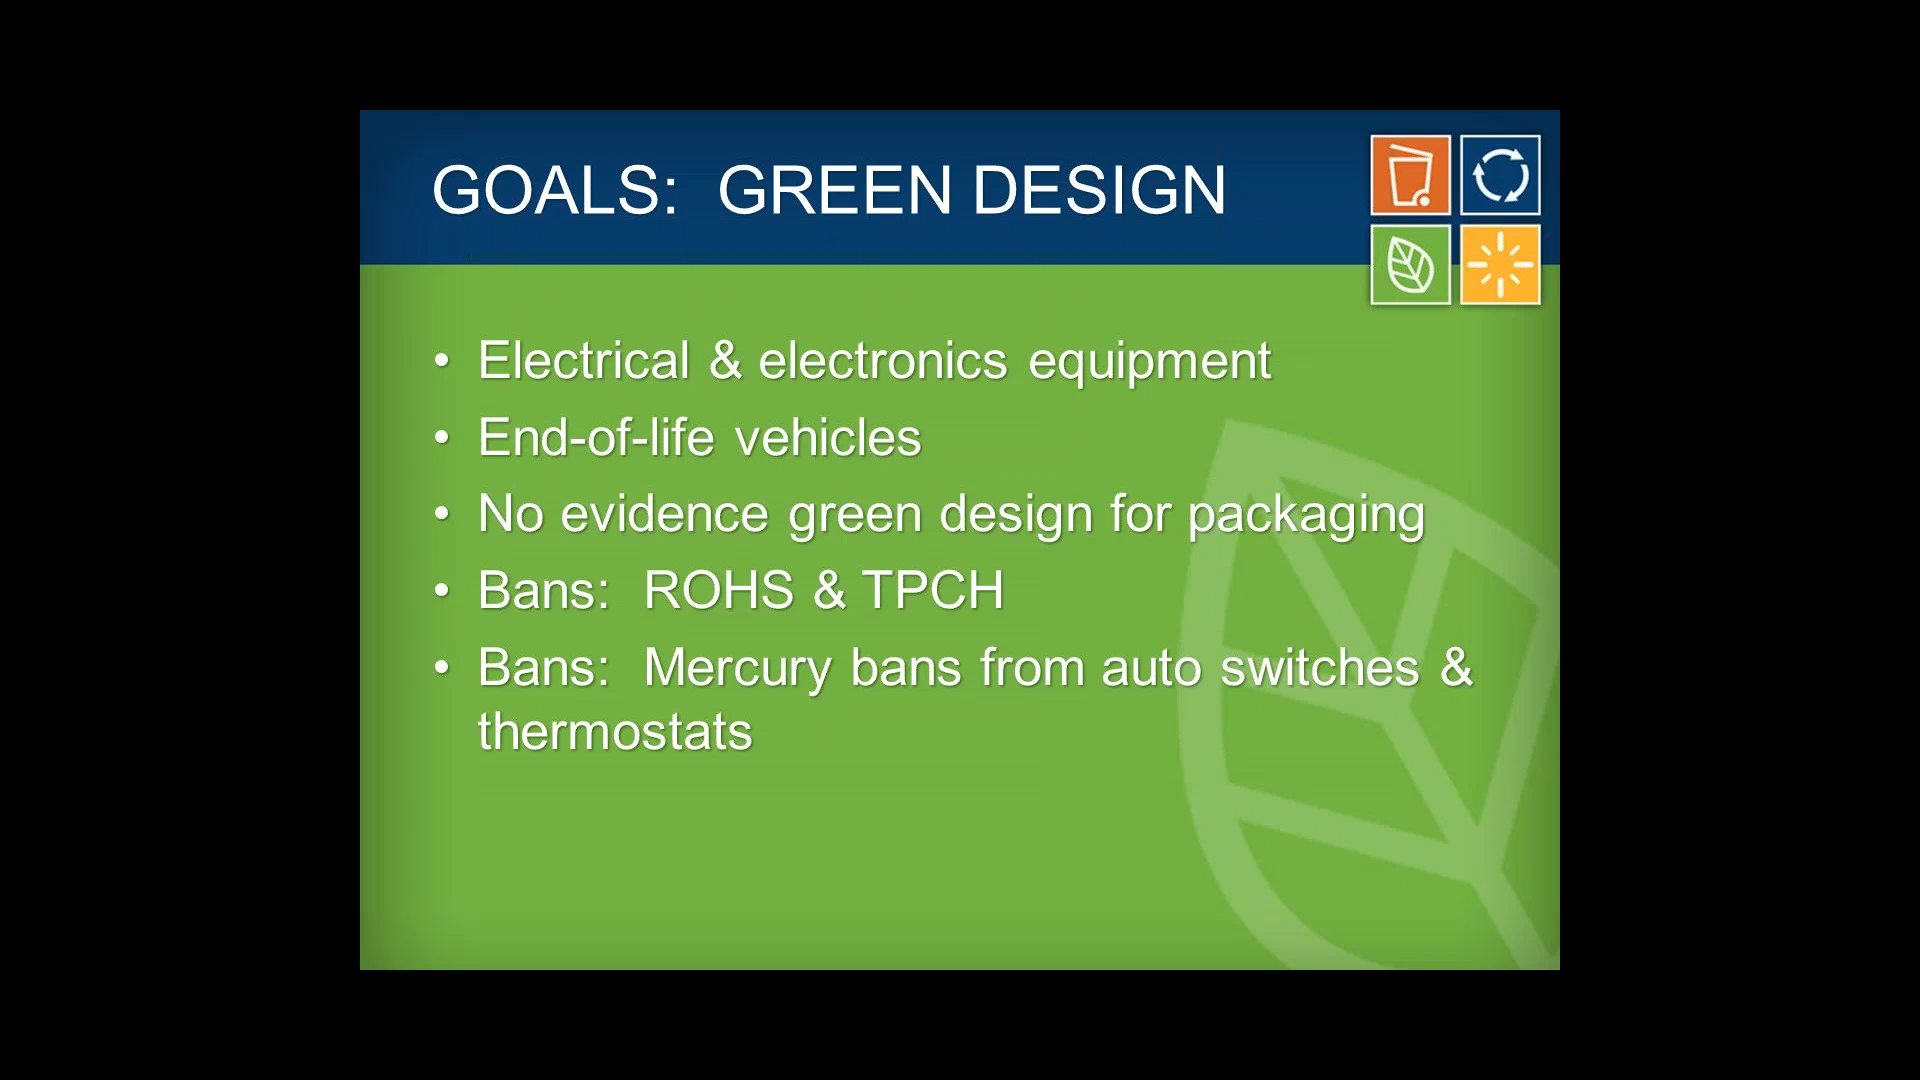 GOALS:  GREEN DESIGN
• Electrical & electronics equipment
• End-of-life vehicles
• No evidence green design for packaging
• Bans:  ROHS & TPCH
• Bans:  Mercury bans from auto switches &
thermostats